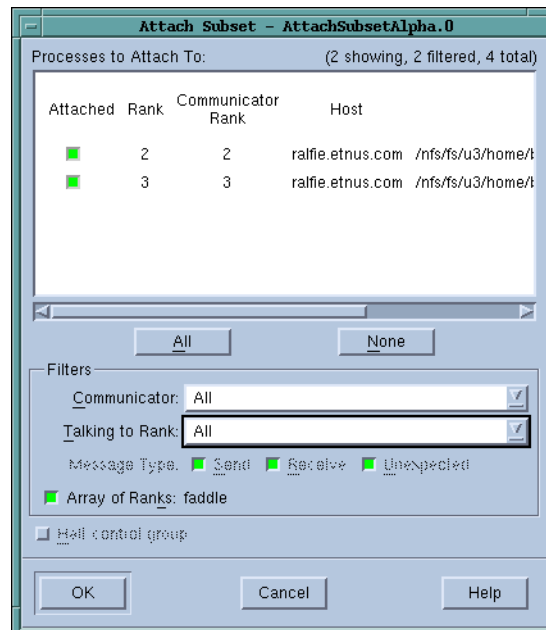 Attach Subset - AttachSubsetAlpha.0
Processes to Attach To: (2 showing, 2 filtered, 4 total)
Attached Rank Communicator Rank Host
2 2 ralfie.etnus.com /nfs/fs/u3/home/b
3 3 ralfie.etnus.com /nfs/fs/u3/home/b
All None
Filters
Communicator: All
Talking to Rank: All
Message Type: Send Receive Unexpected
Array of Ranks: faddle
Halt control group
OK Cancel Help